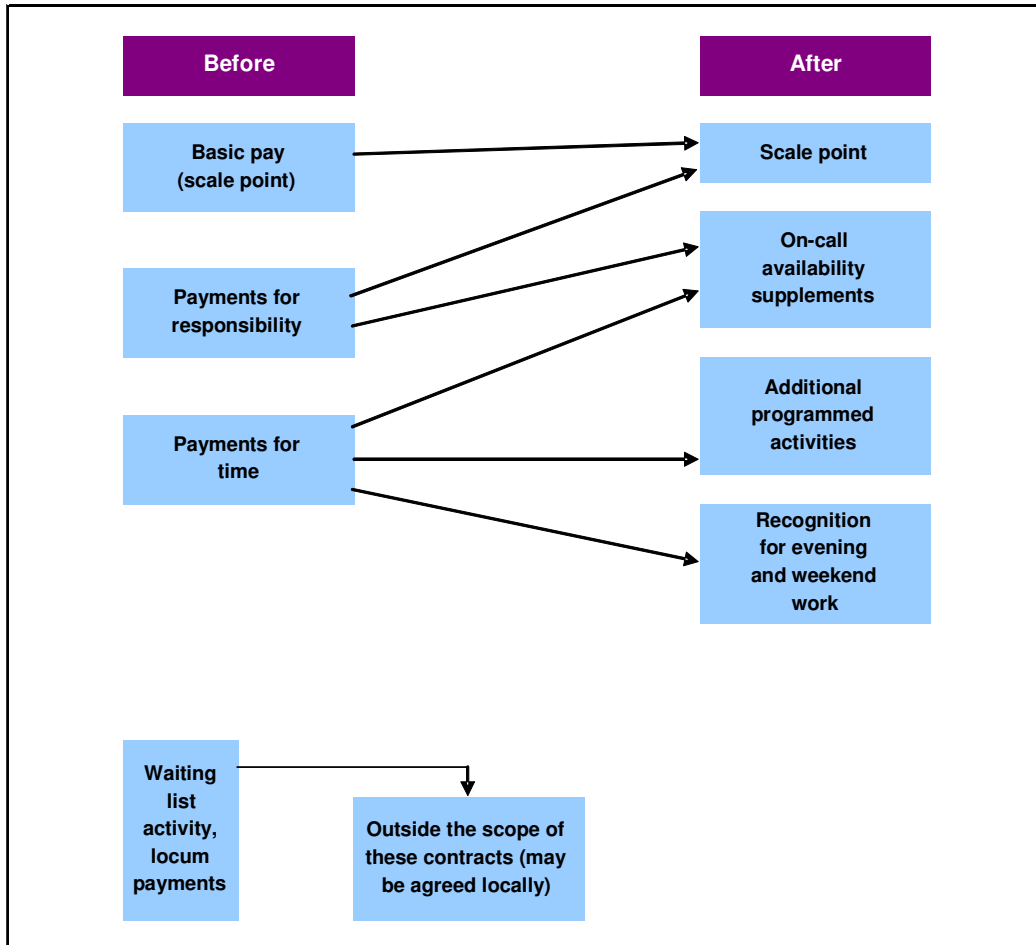 Before
After
Basic pay
(scale point)
Scale point
Payments for
responsibility
On-call
availability
supplements
Payments for
time
Additional
programmed
activities
Recognition
for evening
and weekend
work
Waiting
list
activity,
locum
payments
Outside the scope of
these contracts (may
be agreed locally)